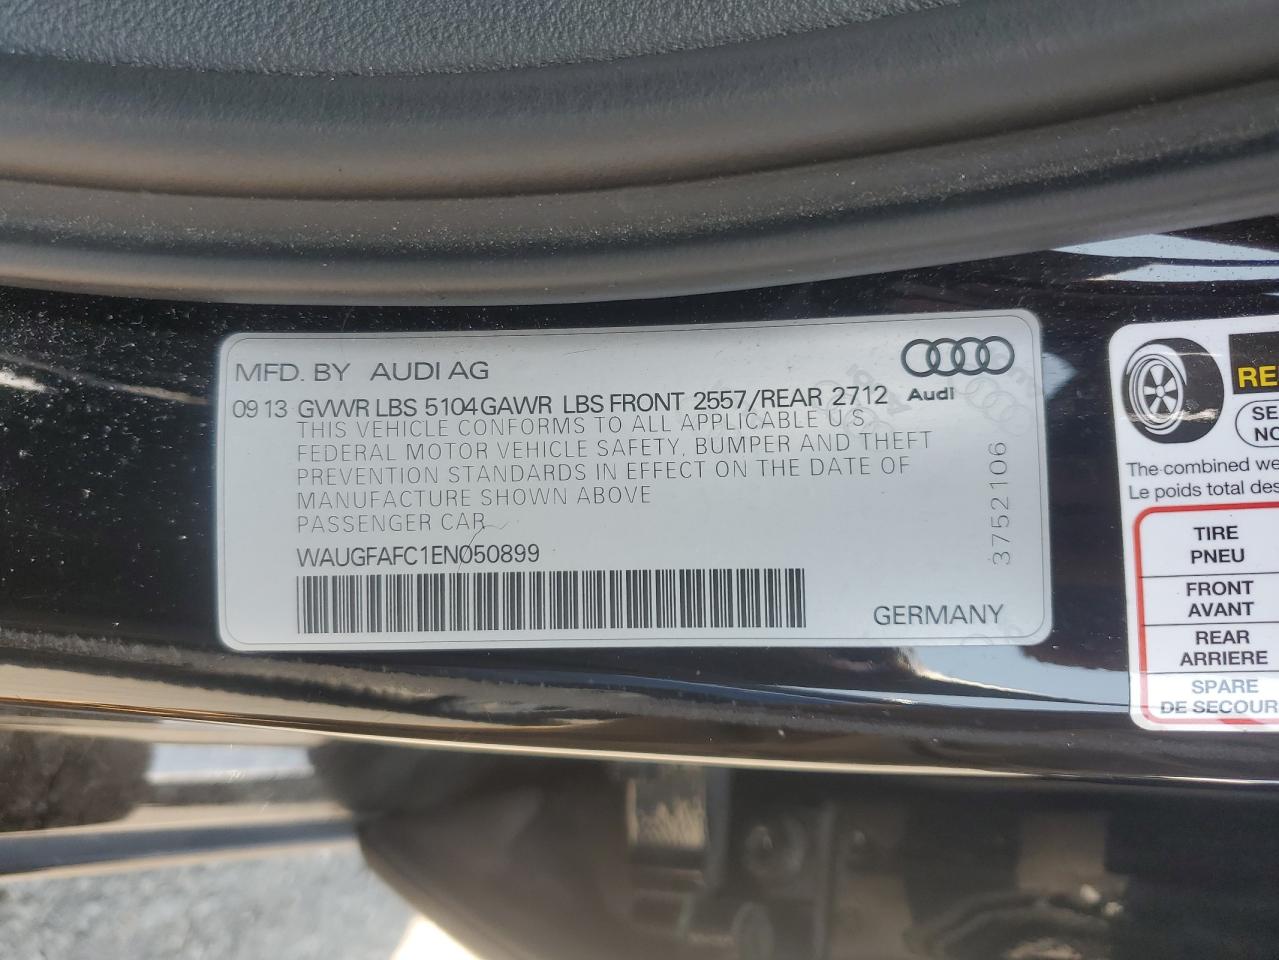 MFD. BY AUDI AG
Audi
09 13 GVWR LBS 5104 GAWR LBS FRONT 2557/REAR 2712
THIS VEHICLE CONFORMS TO ALL APPLICABLE U S
FEDERAL MOTOR VEHICLE SAFETY, BUMPER AND THEFT
PREVENTION STANDARDS IN EFFECT ON THE DATE OF
MANUFACTURE SHOWN ABOVE
PASSENGER CAR
WAUGFAFC1EN050899
GERMANY
3752106
The combined
Le poids total
TIRE
PNEU
FRONT
AVANT
REAR
ARRIERE
SPARE
DE SECOUR